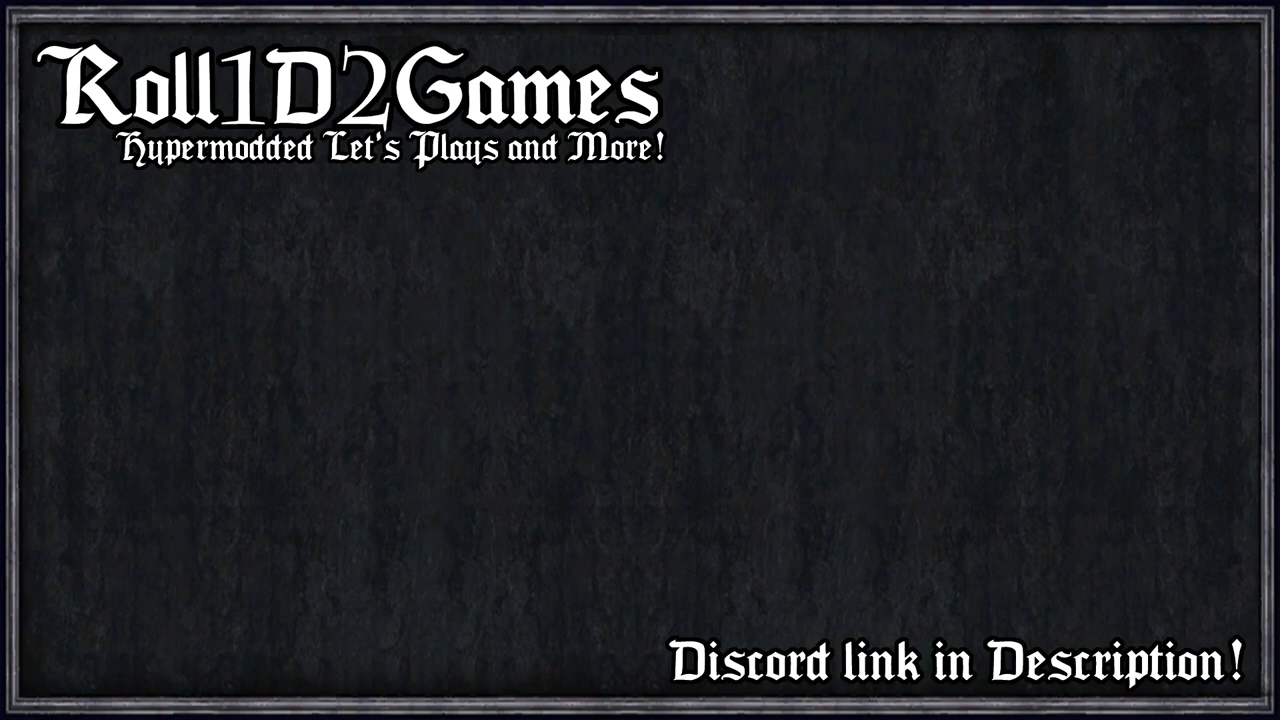 Roll1D2Games
Hypermodded Let's Plays and More!
Discord link in Description!